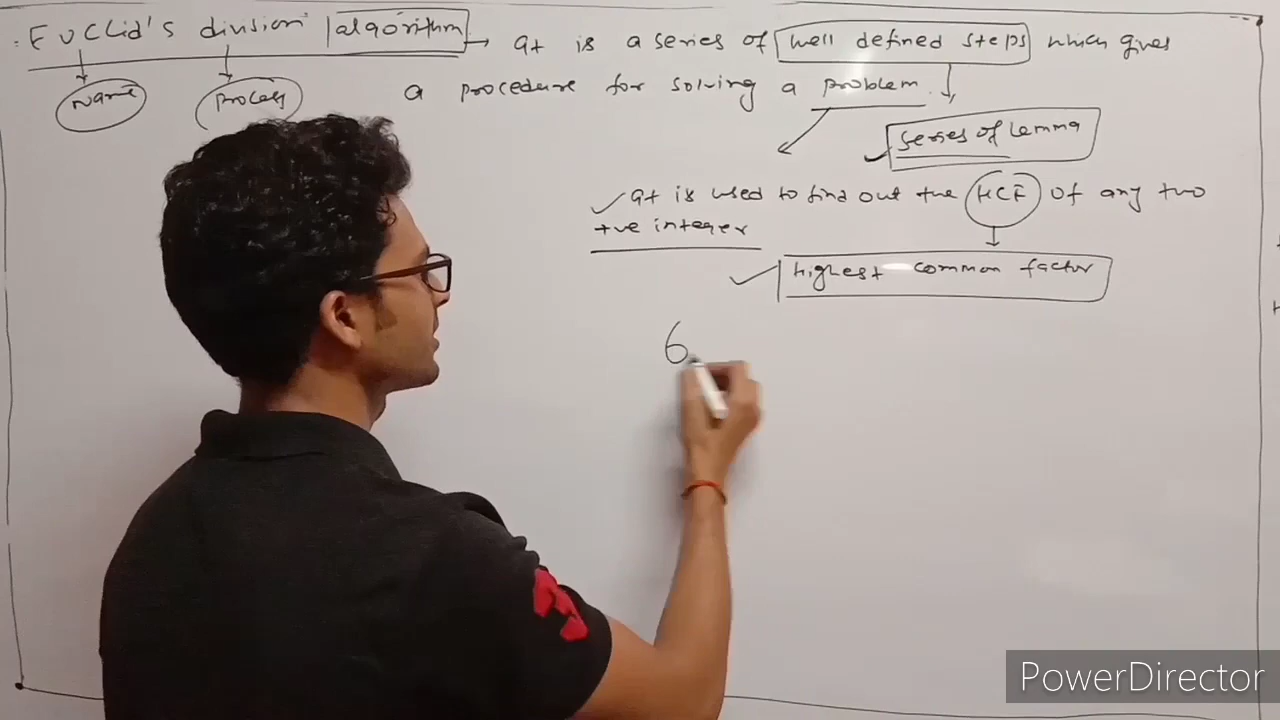 Euclid's division algorithm → It is a series of well defined steps which gives
a procedure for solving a problem.
Name
Process
Series of Lemma
It is used to find out the HCF of any two
+ve integer
Highest common factor
6
PowerDirector